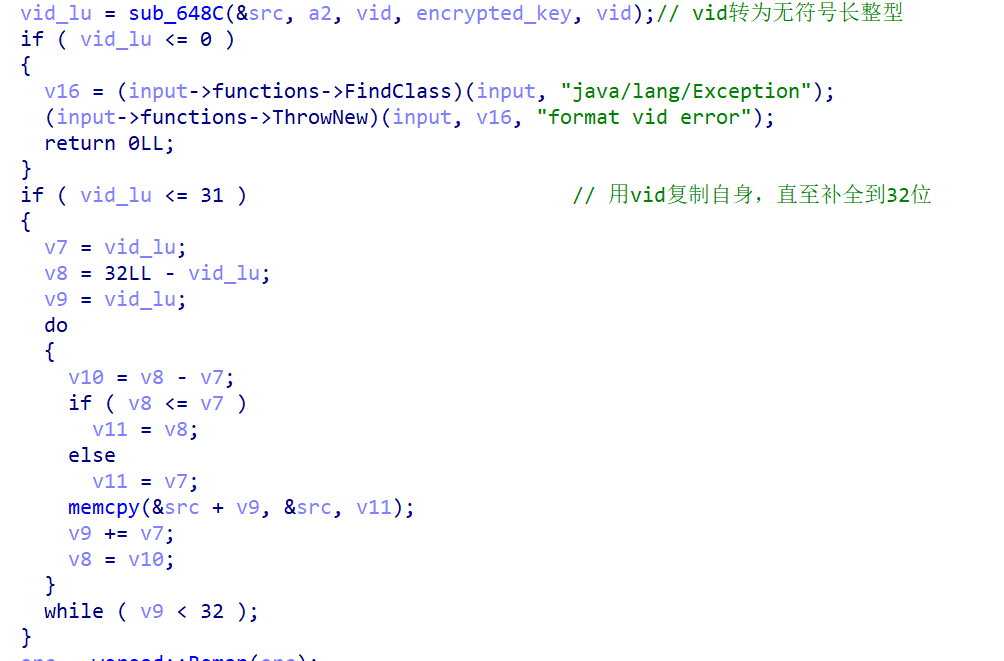 vid_lu = sub_648C(&src, a2, vid, encrypted_key, vid);// vid转为无符号长整型
if ( vid_lu <= 0 )
{
v16 = (input->functions->FindClass)(input, "java/lang/Exception");
(input->functions->ThrowNew)(input, v16, "format vid error");
return 0LL;
}
if ( vid_lu <= 31 ) // 用vid复制自身，直至补全到32位
{
v7 = vid_lu;
v8 = 32LL - vid_lu;
v9 = vid_lu;
do
{
v10 = v8 - v7;
if ( v8 <= v7 )
v11 = v8;
else
v11 = v7;
memcpy(&src + v9, &src, v11);
v9 += v7;
v8 = v10;
}
while ( v9 < 32 );
}